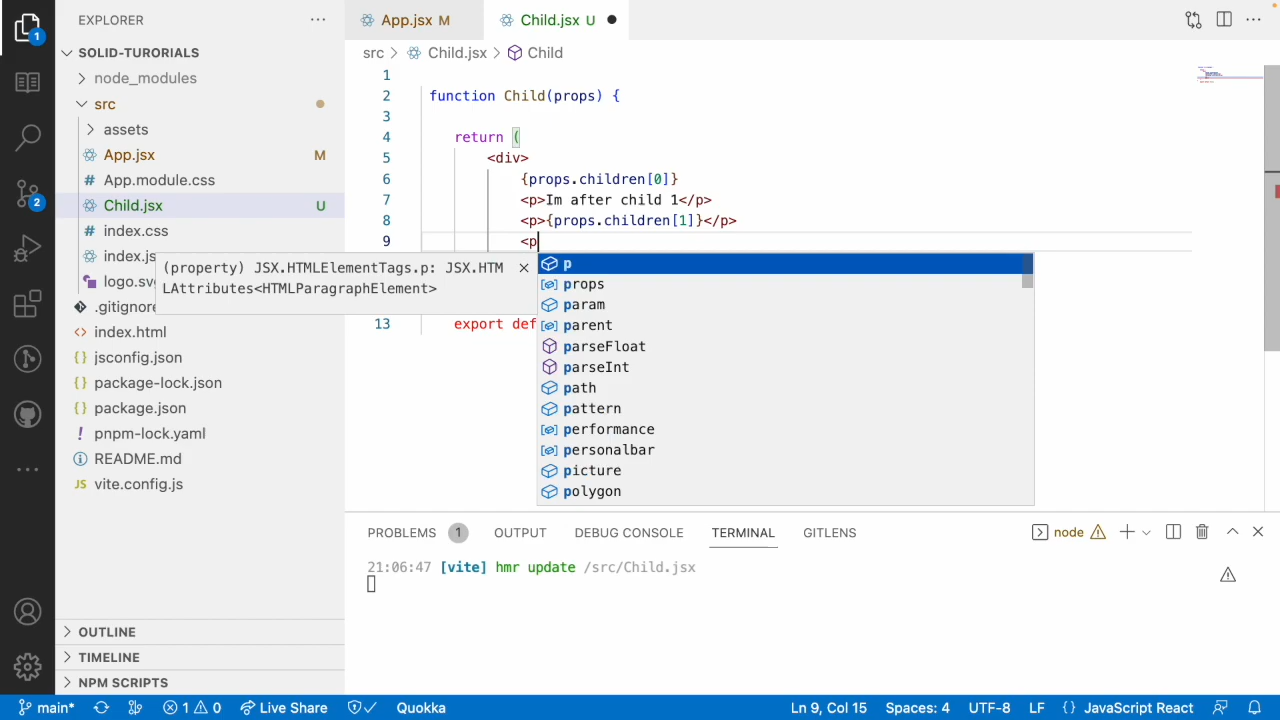 EXPLORER
App.jsx M
Child.jsx U
SOLID-TURORIALS
src > Child.jsx > Child
node_modules
src
assets
App.jsx M
App.module.css
Child.jsx U
index.css
index.js
logo.svg
.gitignore
index.html
jsconfig.json
package-lock.json
package.json
pnpm-lock.yaml
README.md
JS vite.config.js
OUTLINE
TIMELINE
NPM SCRIPTS
1
2 function Child(props) {
3
4 return (
5 <div>
6 {props.children[0]}
7 <p>Im after child 1</p>
8 <p>{props.children[1]}</p>
9 <p
13 export def
(property) JSX.HTMLElementTags.p: JSX.HTM
LAttributes<HTMLParagraphElement>
p
props
param
parent
parseFloat
parseInt
path
pattern
performance
personalbar
picture
polygon
PROBLEMS 1 OUTPUT DEBUG CONSOLE TERMINAL GITLENS
node
21:06:47 [vite] hmr update /src/Child.jsx
1
2
main* 1 0 Live Share Quokka Ln 9, Col 15 Spaces: 4 UTF-8 LF {} JavaScript React